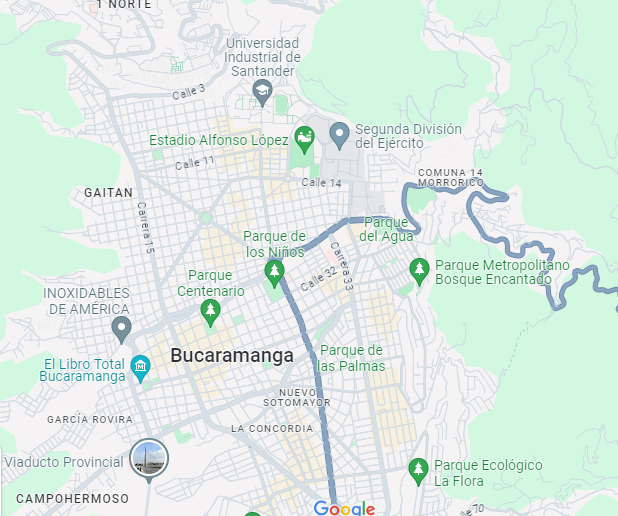 1 NORTE
Universidad
Industrial de
Santander
Calle 3
Estadio Alfonso López
Segunda División
del Ejército
Calle 11
COMUNA 14
MORRORICO
Calle 14
GAITAN
Carrera 15
Parque
del Agua
Parque de
los Niños
Carrera 33
Calle 32
Parque Metropolitano
Bosque Encantado
Parque
Centenario
INOXIDABLES
DE AMÉRICA
Bucaramanga
Parque de
las Palmas
El Libro Total
Bucaramanga
NUEVO
SOTOMAYOR
GARCÍA ROVIRA
LA CONCORDIA
Viaducto Provincial
Parque Ecológico
La Flora
CAMPOHERMOSO
Google
70